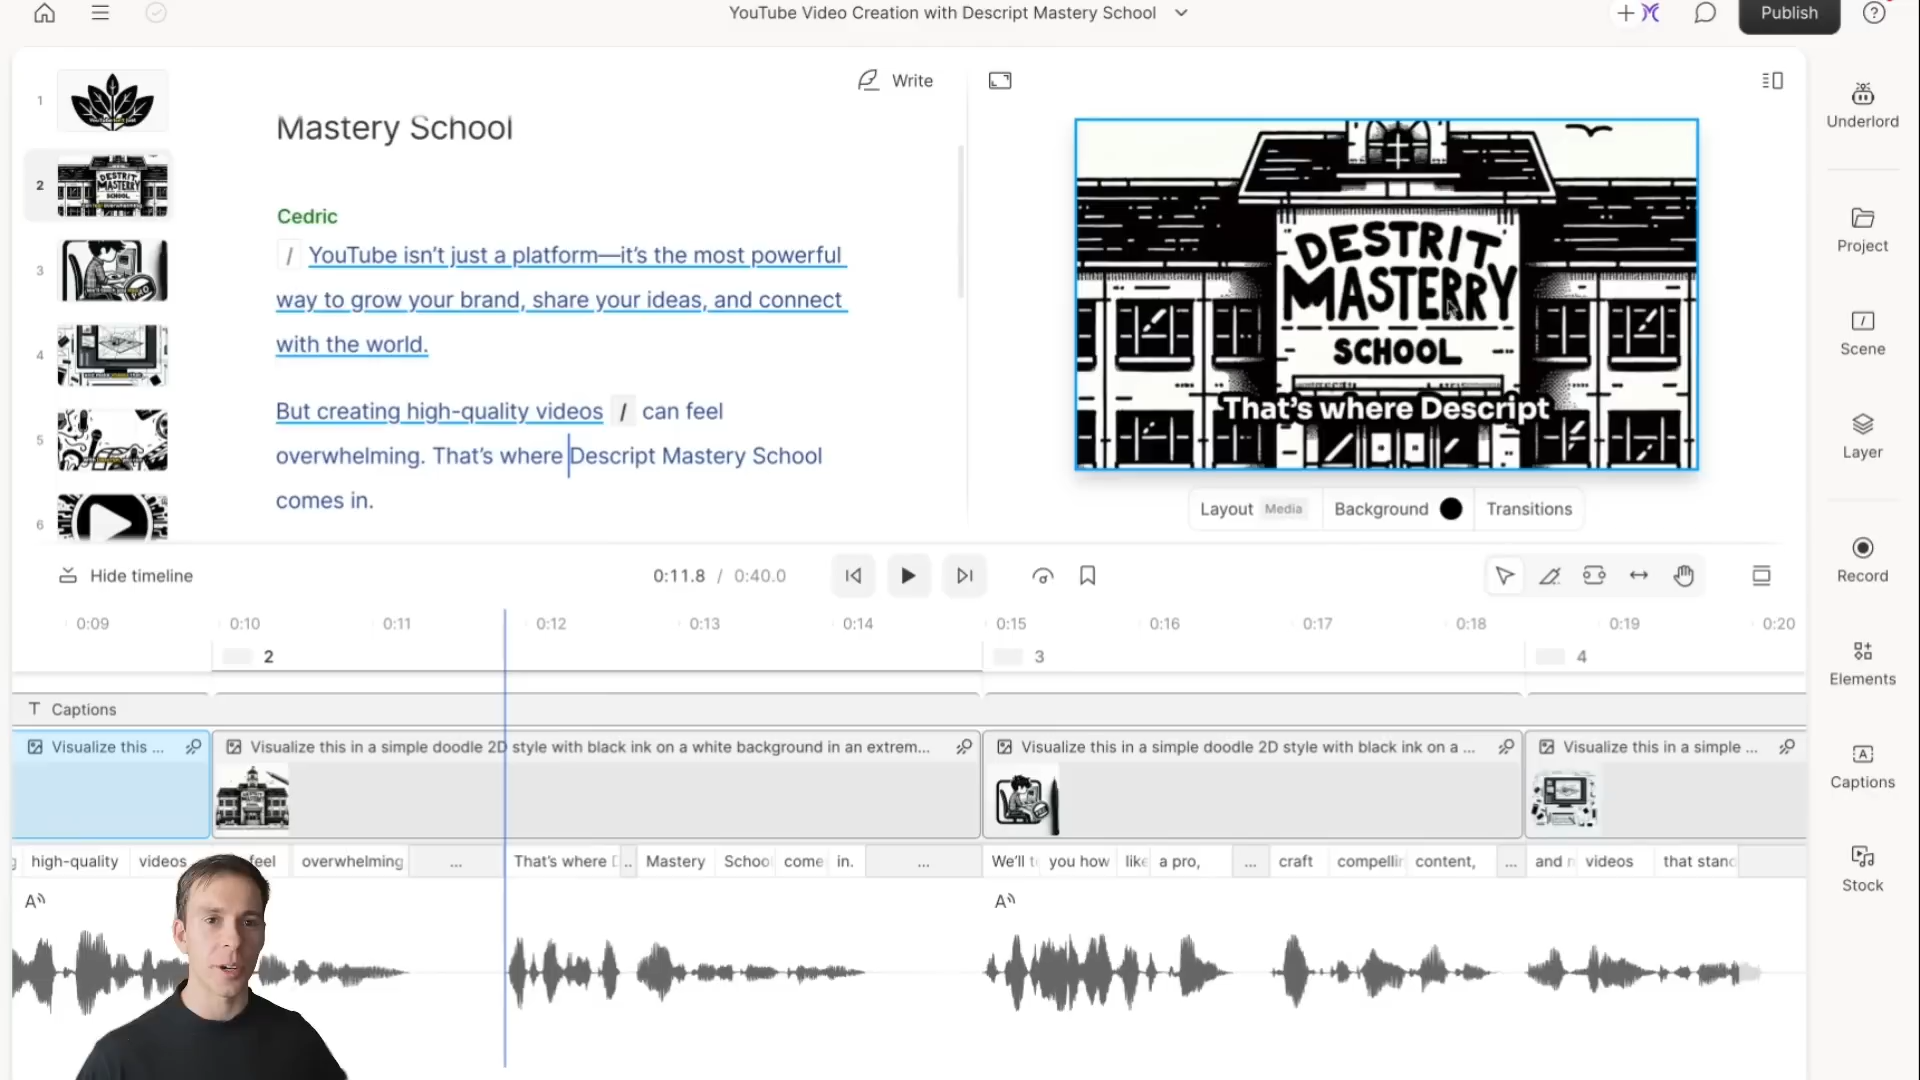 YouTube Video Creation with Descript Mastery School
Publish
Write
1
2
3
4
5
6
Mastery School
Cedric
/ YouTube isn't just a platform—it's the most powerful
way to grow your brand, share your ideas, and connect
with the world.
But creating high-quality videos / can feel
overwhelming. That's where Descript Mastery School
comes in.
DESTRIT
MASTERRY
SCHOOL
That's where Descript
Layout Media Background Transitions
Underlord
Project
Scene
Layer
Record
Elements
Captions
Stock
Hide timeline
0:11.8 / 0:40.0
0:09 0:10 0:11 0:12 0:13 0:14 0:15 0:16 0:17 0:18 0:19 0:20
2 3 4
T Captions
Visualize this ... Visualize this in a simple doodle 2D style with black ink on a white background in an extrem... Visualize this in a simple doodle 2D style with black ink on a ... Visualize this in a simple ...
high-quality videos feel overwhelming ... That's where .. Mastery Schoo come in. ... We'll you how like a pro, ... craft compellin content, ... and videos that stand
A A